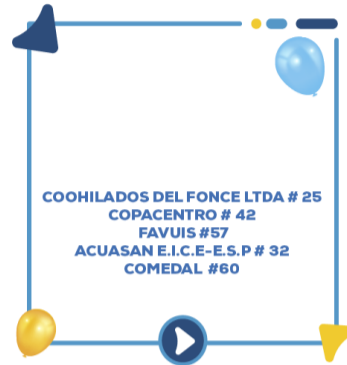 COOHILADOS DEL FONCE LTDA # 25
COPACENTRO # 42
FAVUIS #57
ACUASAN E.I.C.E-E.S.P # 32
COMEDAL #60